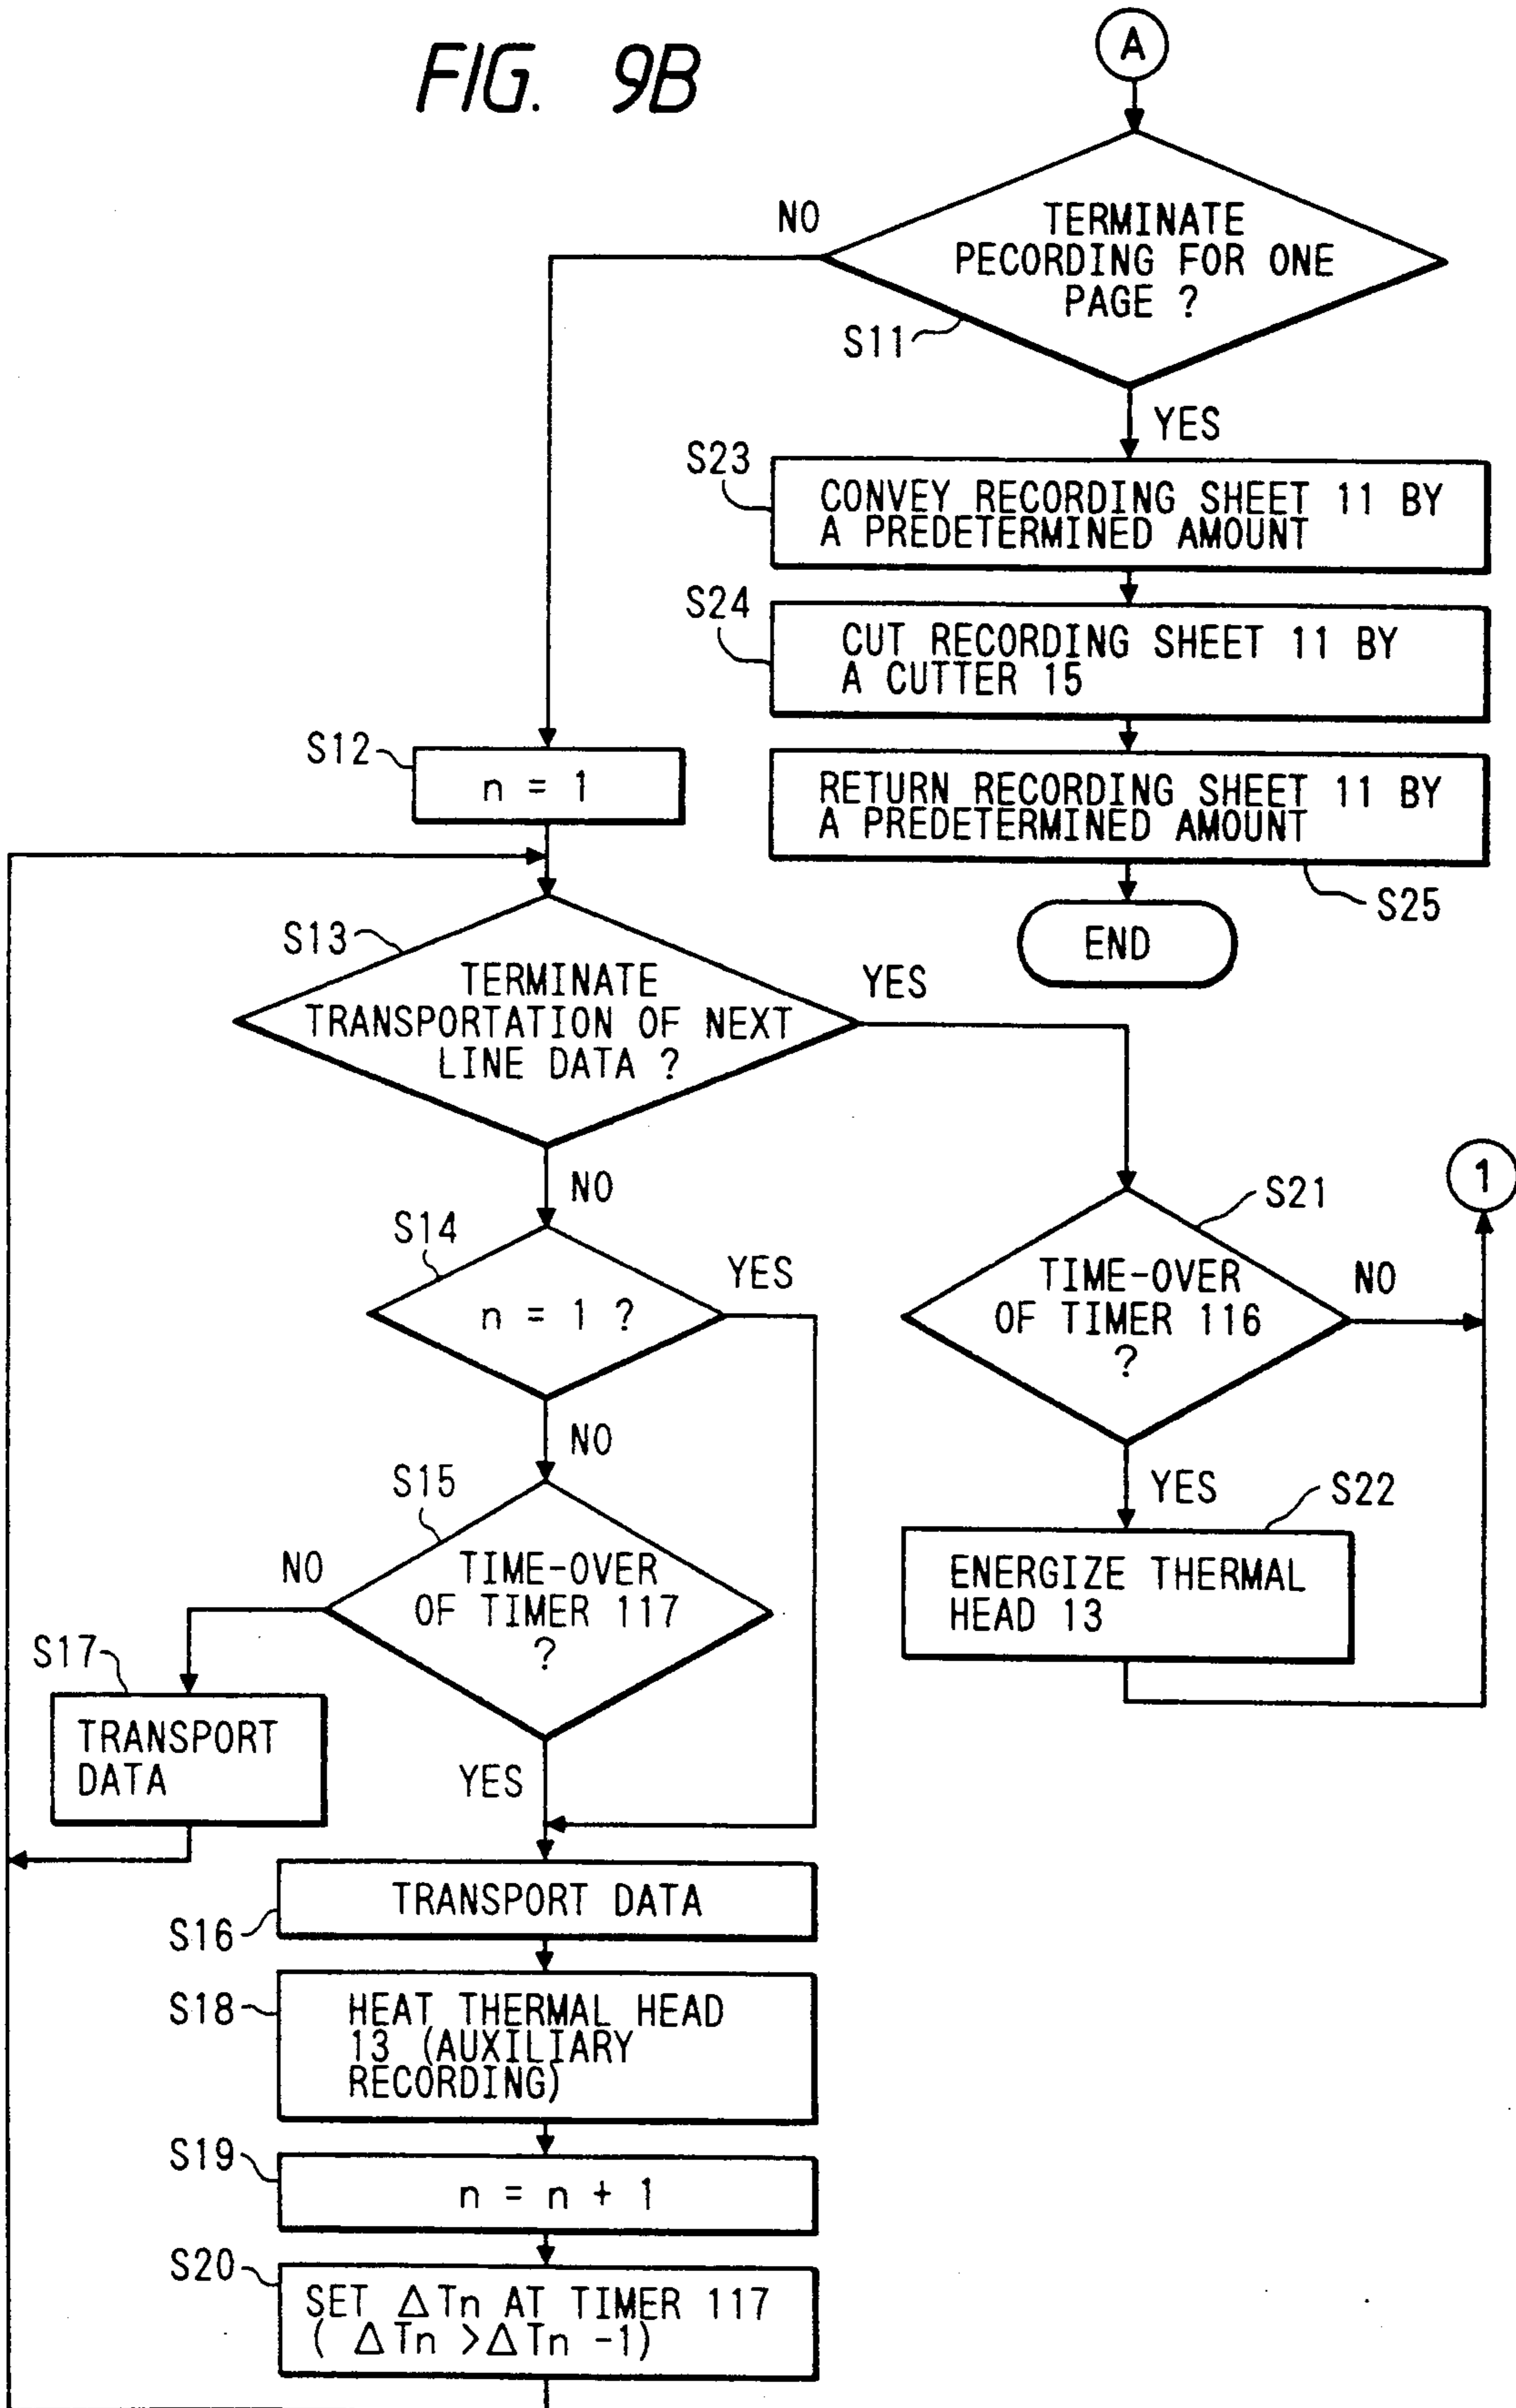 FIG. 9B
A
TERMINATE
PECORDING FOR ONE
PAGE ?
NO
S11
YES
S23
CONVEY RECORDING SHEET 11 BY
A PREDETERMINED AMOUNT
S24
CUT RECORDING SHEET 11 BY
A CUTTER 15
S12
n = 1
RETURN RECORDING SHEET 11 BY
A PREDETERMINED AMOUNT
S25
END
S13
TERMINATE
TRANSPORTATION OF NEXT
LINE DATA ?
YES
NO
1
S14
n = 1 ?
YES
S21
TIME-OVER
OF TIMER 116
?
NO
NO
S15
TIME-OVER
OF TIMER 117
?
NO
YES
S22
ENERGIZE THERMAL
HEAD 13
S17
TRANSPORT
DATA
YES
TRANSPORT DATA
S16
S18
HEAT THERMAL HEAD
13 (AUXILIARY
RECORDING)
S19
n = n + 1
S20
SET △Tn AT TIMER 117
( △Tn >△Tn -1)